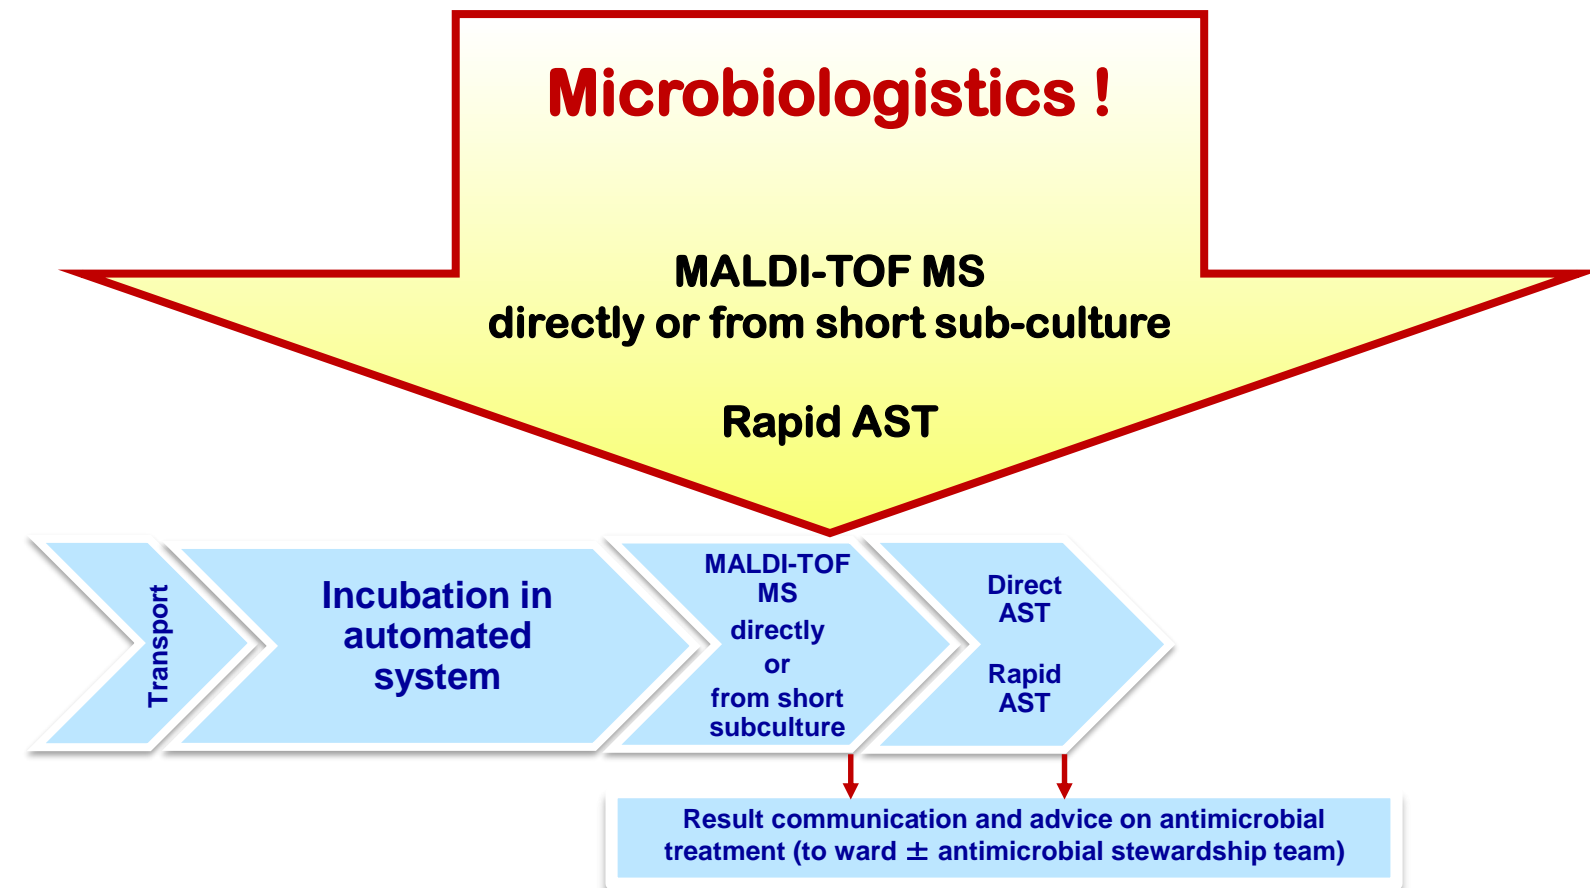 Microbiologistics !
MALDI-TOF MS
directly or from short sub-culture
Rapid AST
Transport
Incubation in
automated
system
MALDI-TOF
MS
directly
or
from short
subculture
Direct
AST
Rapid
AST
Result communication and advice on antimicrobial
treatment (to ward ± antimicrobial stewardship team)